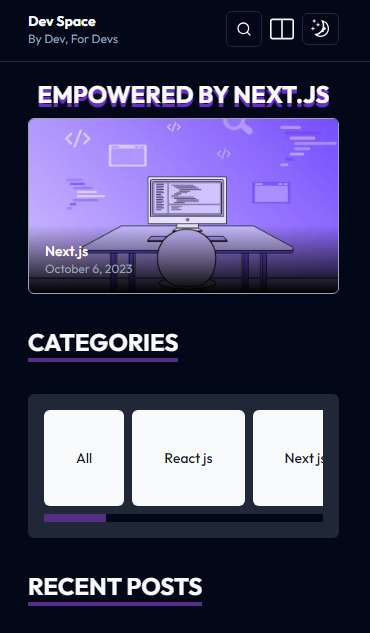 Dev Space
By Dev, For Devs
EMPOWERED BY NEXT.JS
</>
</>
</>
Next.js
October 6, 2023
CATEGORIES
All
React js
Next js
RECENT POSTS